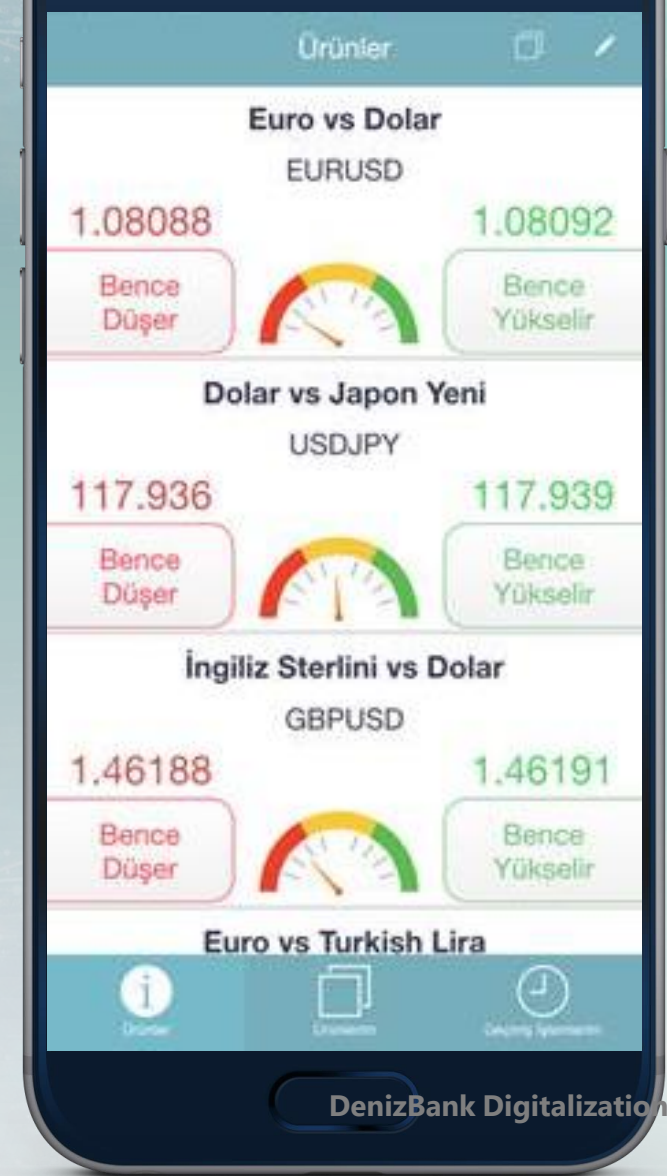 Ürünler
Euro vs Dolar
EURUSD
1.08088
1.08092
Bence
Düşer
Bence
Yükselir
Dolar vs Japon Yeni
USDJPY
117.936
117.939
Bence
Düşer
Bence
Yükselir
İngiliz Sterlini vs Dolar
GBPUSD
1.46188
1.46191
Bence
Düşer
Bence
Yükselir
Euro vs Turkish Lira
Ürünler
DenizBank Digitalization